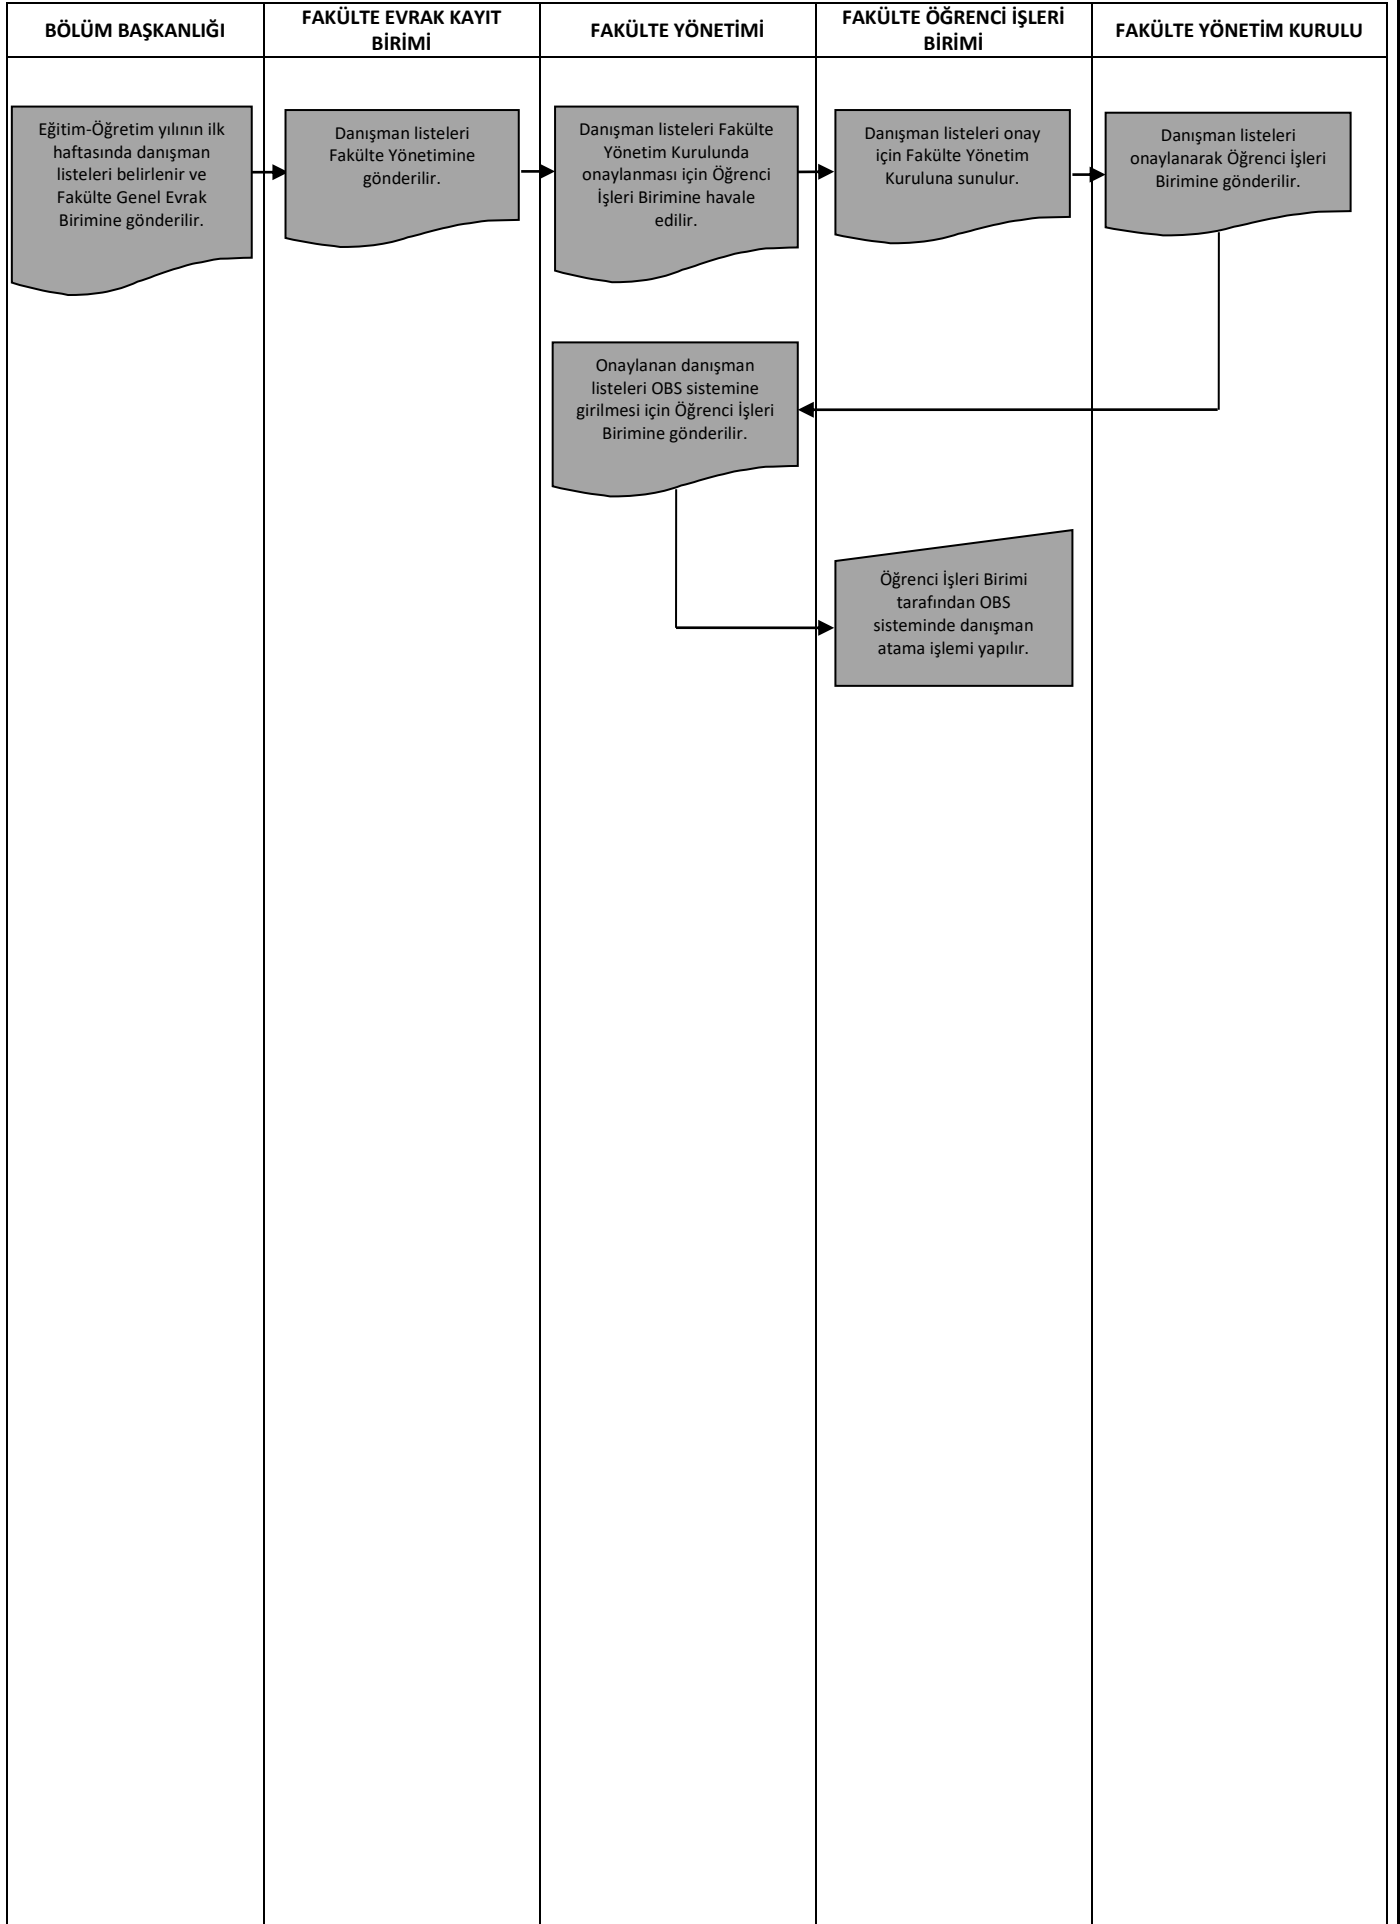 BÖLÜM BAŞKANLIĞI
FAKÜLTE EVRAK KAYIT
BİRİMİ
FAKÜLTE YÖNETİMİ
FAKÜLTE ÖĞRENCİ İŞLERİ
BİRİMİ
FAKÜLTE YÖNETİM KURULU
Eğitim-Öğretim yılının ilk
haftasında danışman
listeleri belirlenir ve
Fakülte Genel Evrak
Birimine gönderilir.
Danışman listeleri
Fakülte Yönetimine
gönderilir.
Danışman listeleri Fakülte
Yönetim Kurulunda
onaylanması için Öğrenci
İşleri Birimine havale
edilir.
Danışman listeleri onay
için Fakülte Yönetim
Kuruluna sunulur.
Danışman listeleri
onaylanarak Öğrenci İşleri
Birimine gönderilir.
Onaylanan danışman
listeleri OBS sistemine
girilmesi için Öğrenci İşleri
Birimine gönderilir.
Öğrenci İşleri Birimi
tarafından OBS
sisteminde danışman
atama işlemi yapılır.